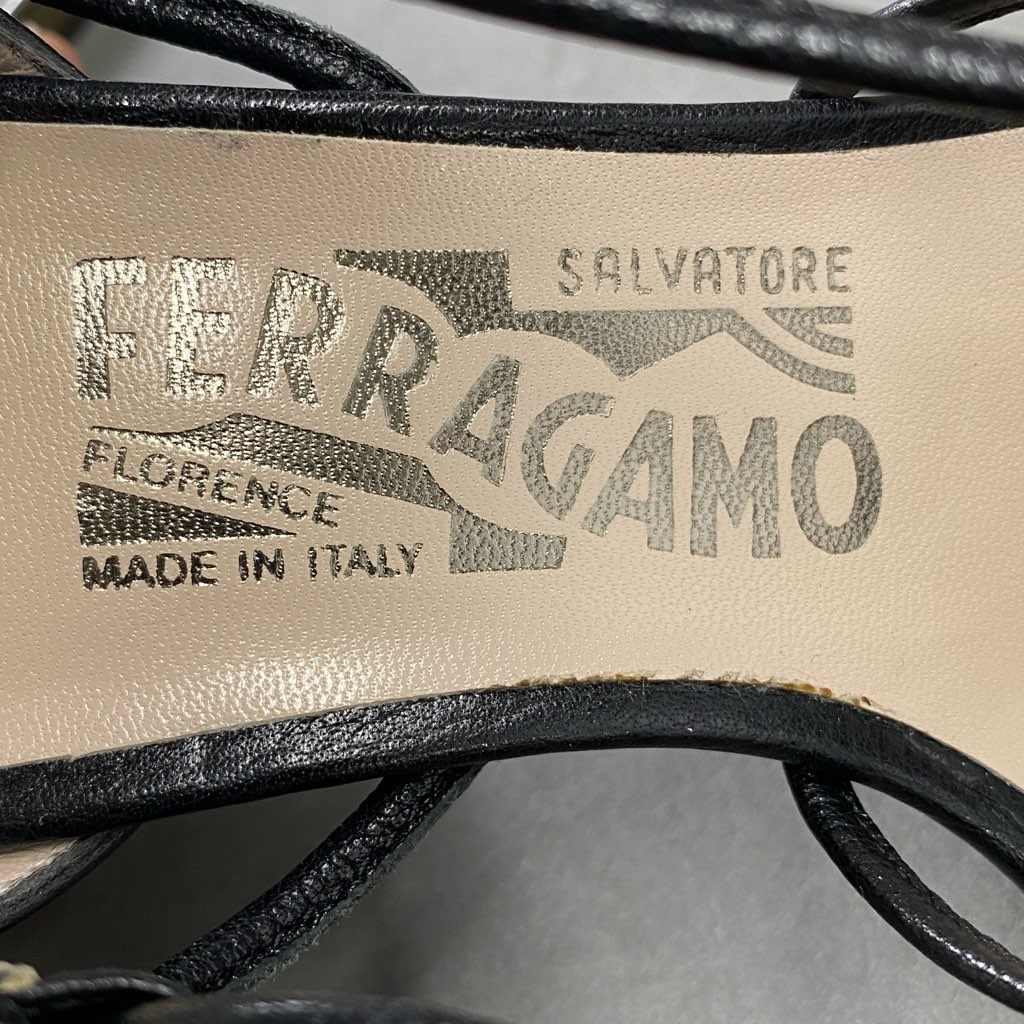 SALVATORE
FERRAGAMO
FLORENCE
MADE IN ITALY